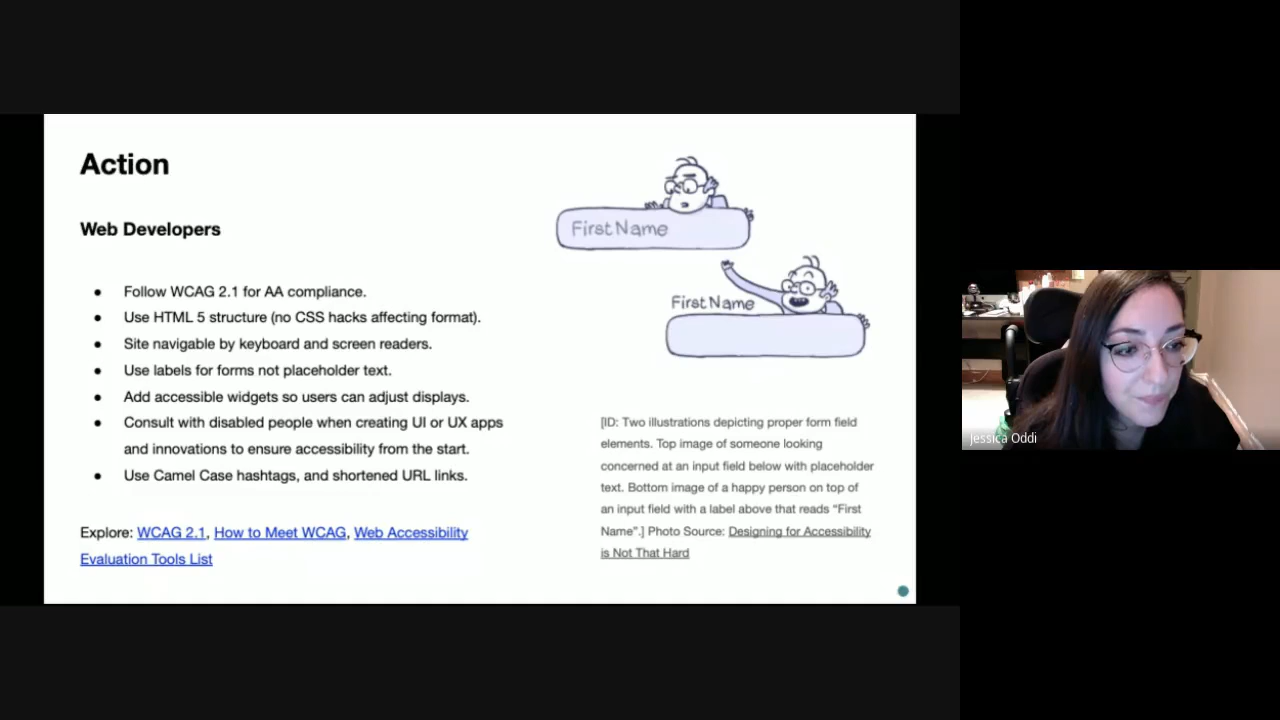 Action
Web Developers
● Follow WCAG 2.1 for AA compliance.
● Use HTML 5 structure (no CSS hacks affecting format).
● Site navigable by keyboard and screen readers.
● Use labels for forms not placeholder text.
● Add accessible widgets so users can adjust displays.
● Consult with disabled people when creating UI or UX apps
and innovations to ensure accessibility from the start.
● Use Camel Case hashtags, and shortened URL links.
Explore: WCAG 2.1, How to Meet WCAG, Web Accessibility
Evaluation Tools List
First Name
First Name
[ID: Two illustrations depicting proper form field
elements. Top image of someone looking
concerned at an input field below with placeholder
text. Bottom image of a happy person on top of
an input field with a label above that reads “First
Name”.] Photo Source: Designing for Accessibility
is Not That Hard
Jessica Oddi